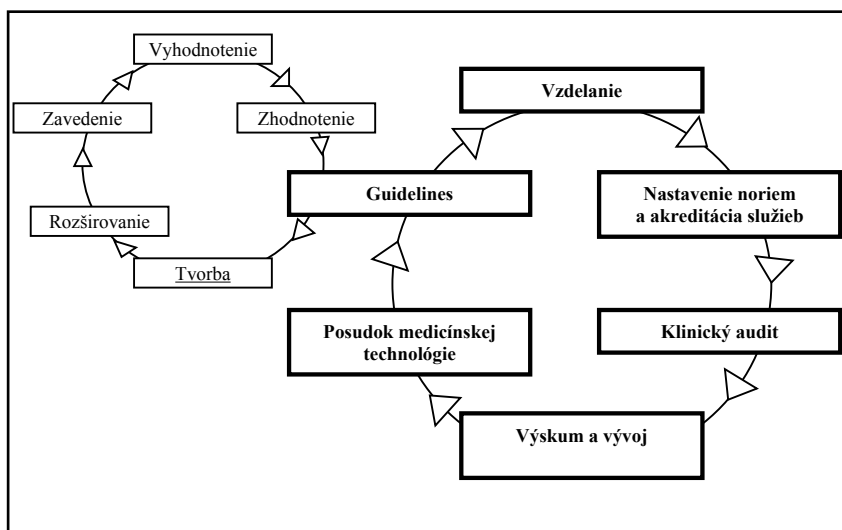 Vyhodnotenie
Vzdelanie
Zavedenie
Zhodnotenie
Guidelines
Nastavenie noriem
a akreditácia služieb
Rozširovanie
Tvorba
Posudok medicínskej
technológie
Klinický audit
Výskum a vývoj